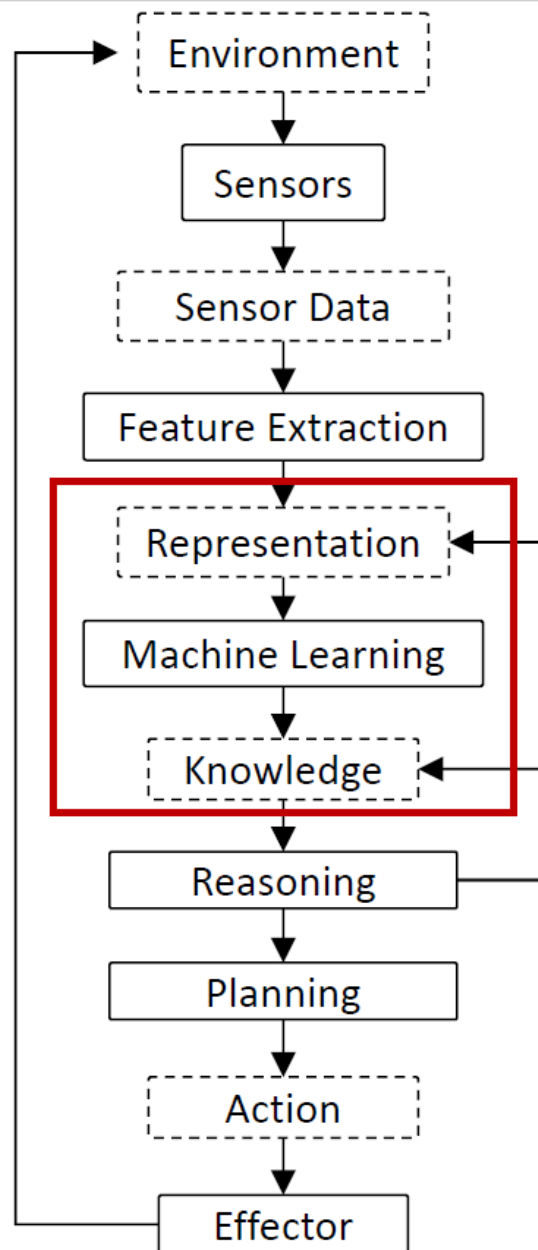 Environment
Sensors
Sensor Data
Feature Extraction
Representation
Machine Learning
Knowledge
Reasoning
Planning
Action
Effector